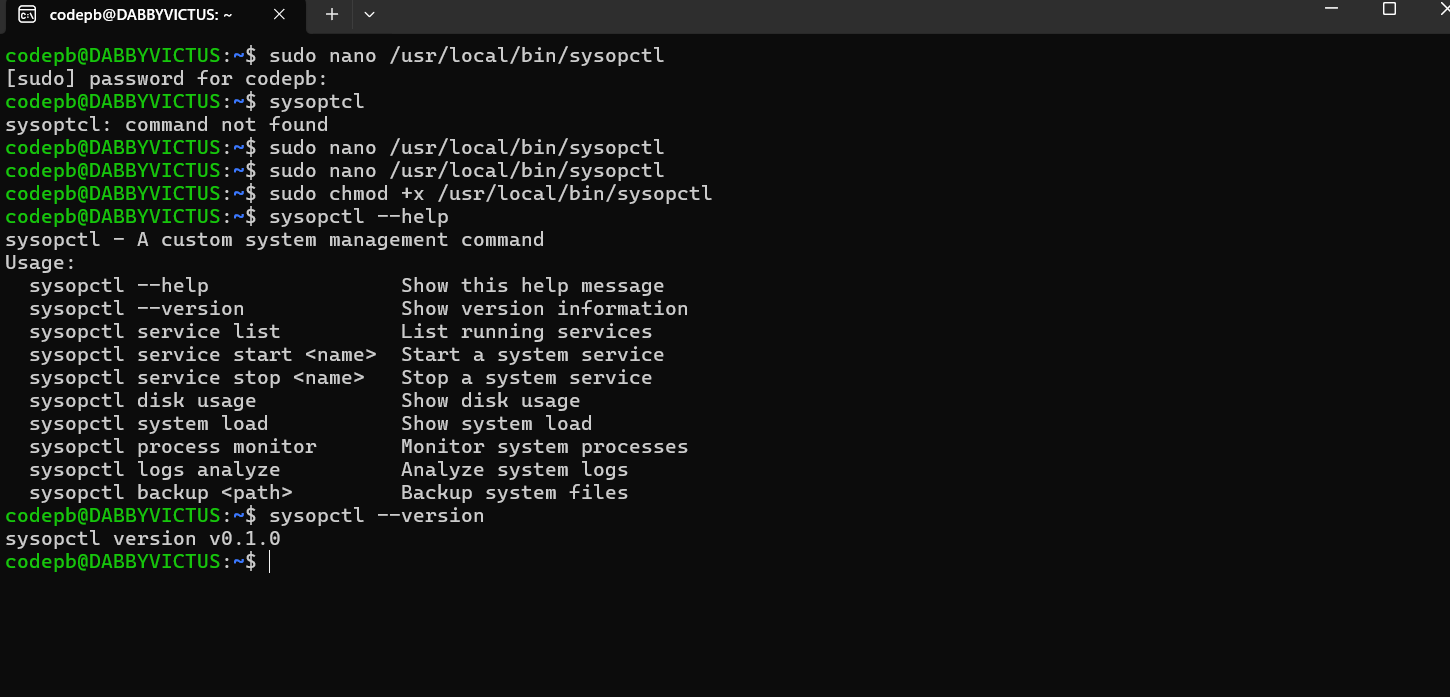 codepb@DABBYVICTUS: ~
codepb@DABBYVICTUS:~$ sudo nano /usr/local/bin/sysopctl
[sudo] password for codepb:
codepb@DABBYVICTUS:~$ sysoptcl
sysoptcl: command not found
codepb@DABBYVICTUS:~$ sudo nano /usr/local/bin/sysopctl
codepb@DABBYVICTUS:~$ sudo nano /usr/local/bin/sysopctl
codepb@DABBYVICTUS:~$ sudo chmod +x /usr/local/bin/sysopctl
codepb@DABBYVICTUS:~$ sysopctl --help
sysopctl - A custom system management command
Usage:
  sysopctl --help                Show this help message
  sysopctl --version             Show version information
  sysopctl service list          List running services
  sysopctl service start <name>  Start a system service
  sysopctl service stop <name>   Stop a system service
  sysopctl disk usage            Show disk usage
  sysopctl system load           Show system load
  sysopctl process monitor       Monitor system processes
  sysopctl logs analyze          Analyze system logs
  sysopctl backup <path>         Backup system files
codepb@DABBYVICTUS:~$ sysopctl --version
sysopctl version v0.1.0
codepb@DABBYVICTUS:~$